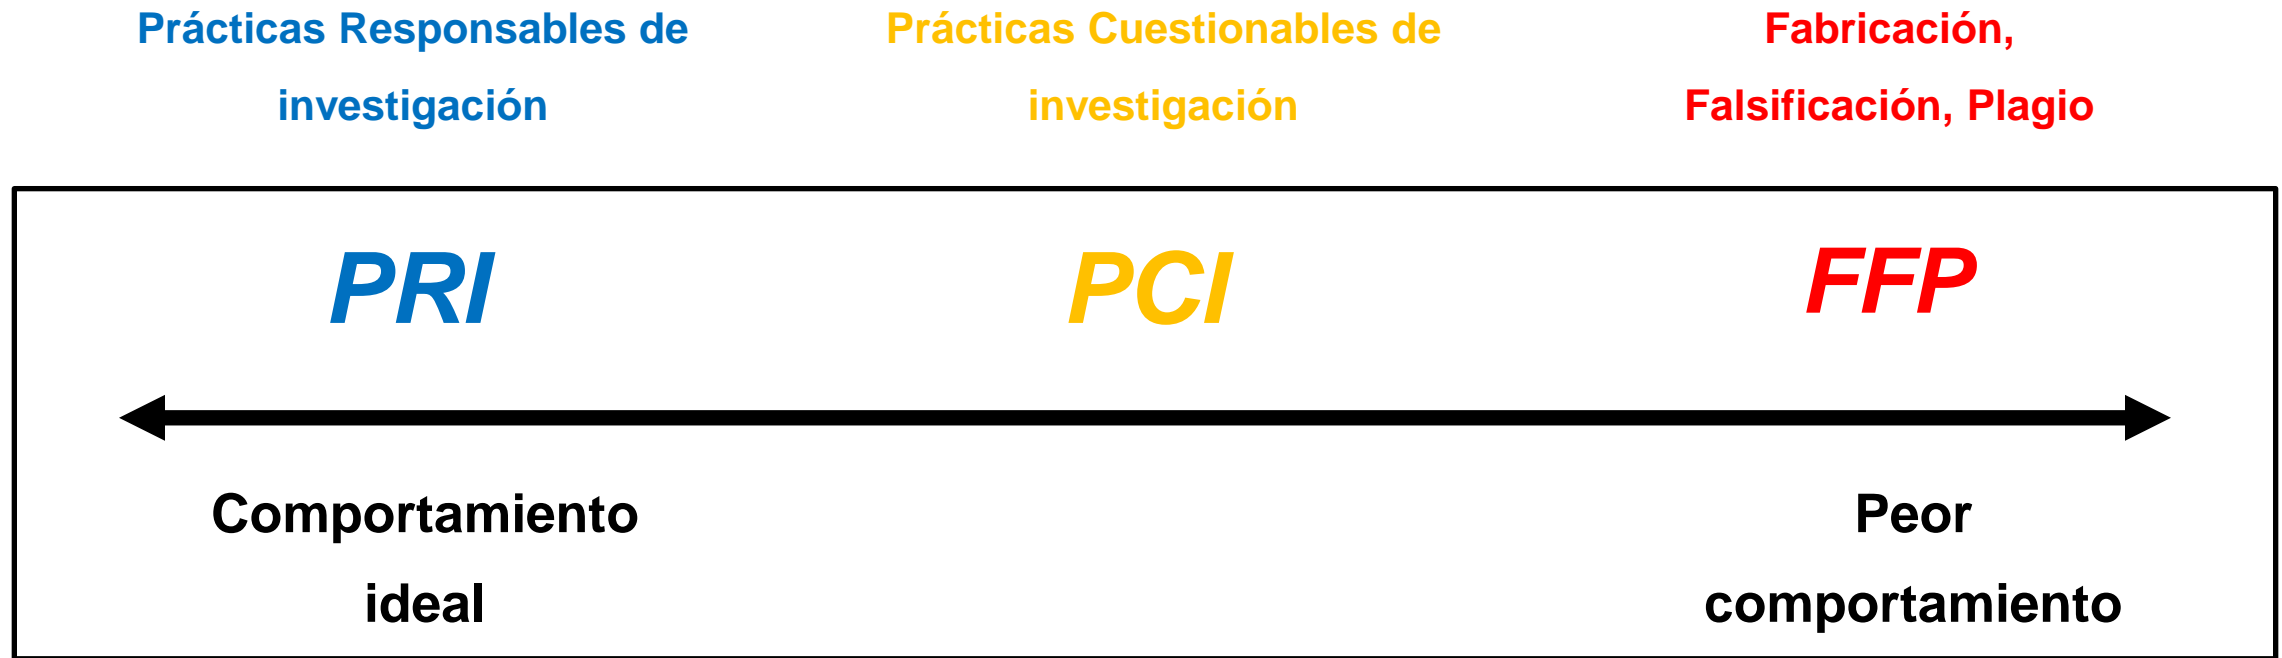 Prácticas Responsables de
investigación
Prácticas Cuestionables de
investigación
Fabricación,
Falsificación, Plagio
PRI
PCI
FFP
Comportamiento
ideal
Peor
comportamiento